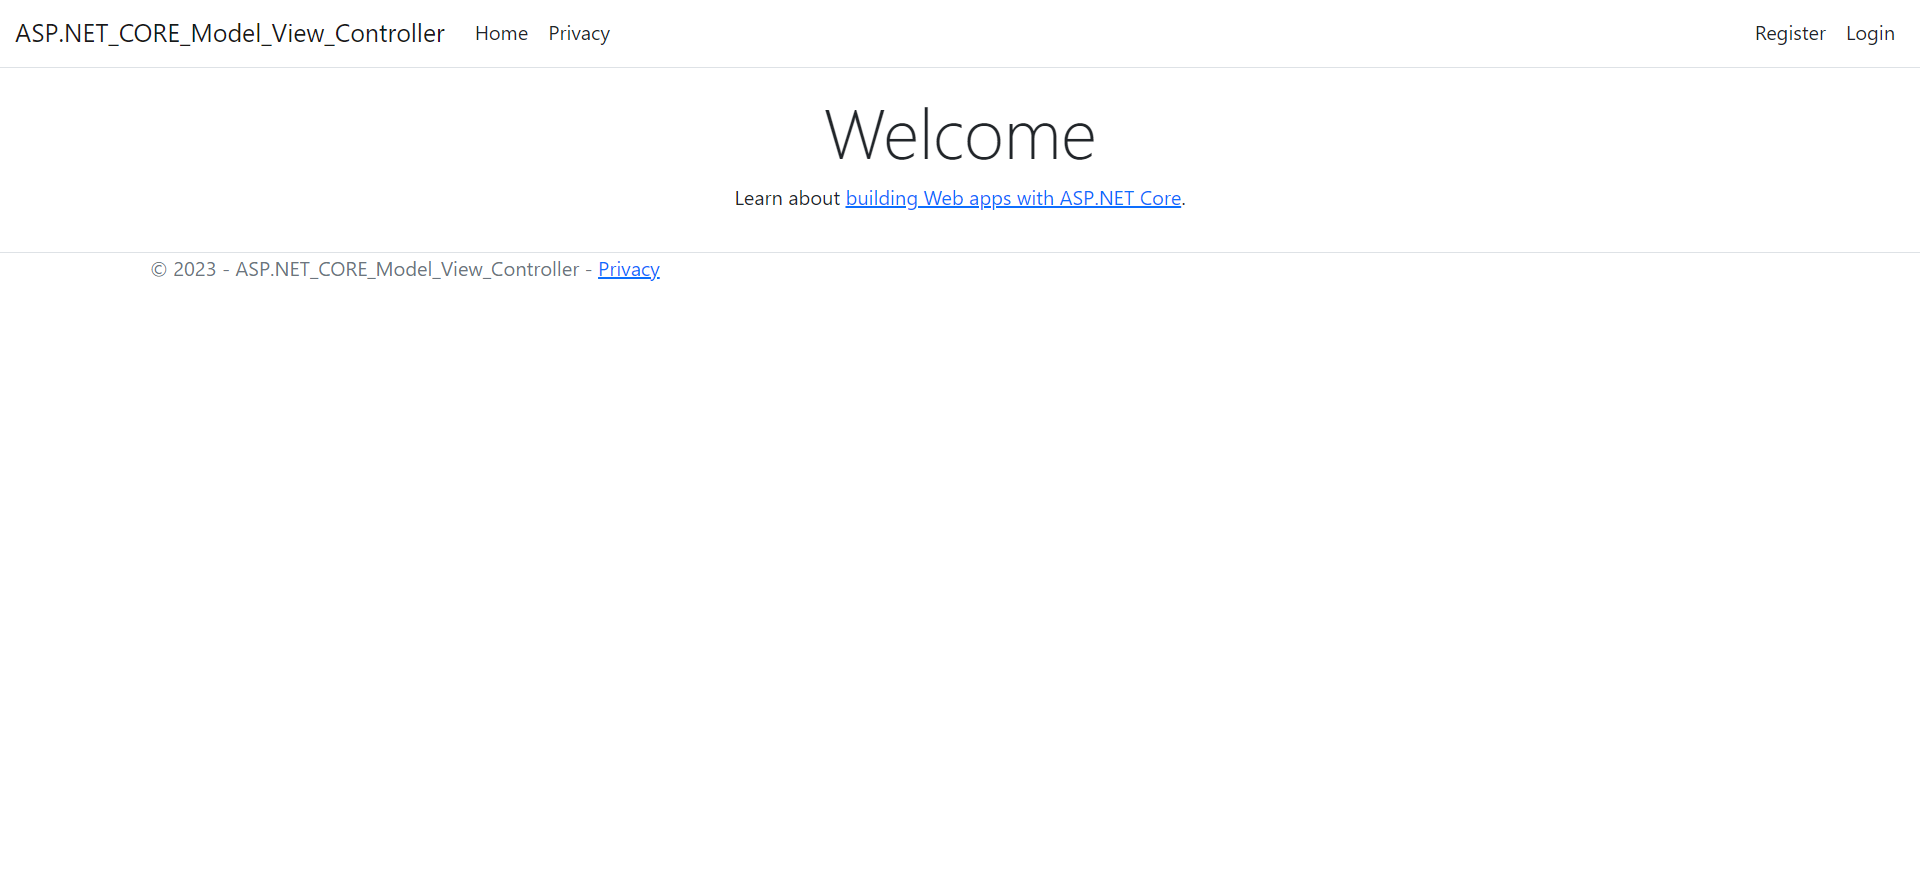 ASP.NET_CORE_Model_View_Controller Home Privacy Register Login
Welcome
Learn about building Web apps with ASP.NET Core.
© 2023 - ASP.NET_CORE_Model_View_Controller - Privacy